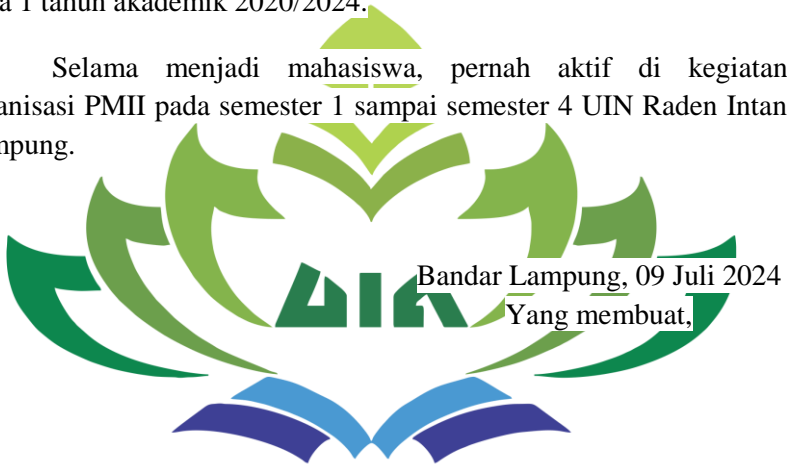 a 1 tahun akademik 2020/2024.
Selama menjadi mahasiswa, pernah aktif di kegiatan
anisasi PMII pada semester 1 sampai semester 4 UIN Raden Intan
mpung.
Bandar Lampung, 09 Juli 2024
Yang membuat,